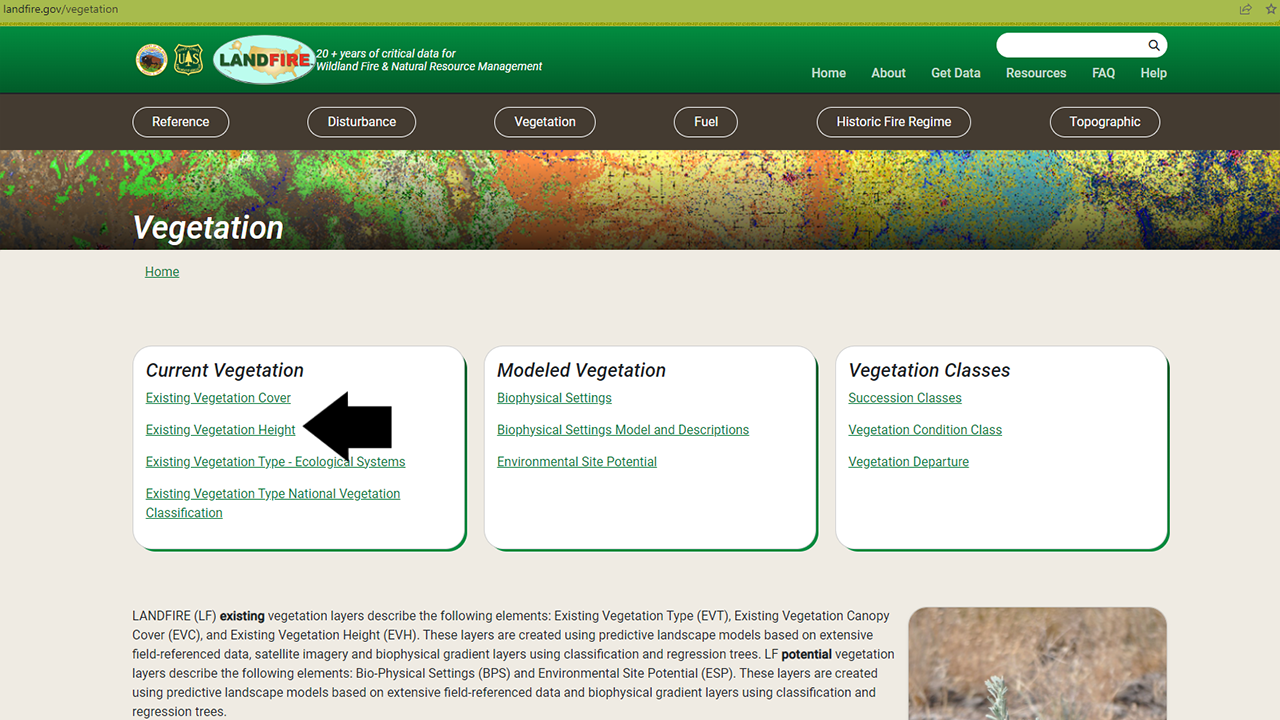 landfire.gov/vegetation
LANDFIRE
20 + years of critical data for
Wildland Fire & Natural Resource Management
Home About Get Data Resources FAQ Help
Reference Disturbance Vegetation Fuel Historic Fire Regime Topographic
Vegetation
Home
Current Vegetation
Existing Vegetation Cover
Existing Vegetation Height
Existing Vegetation Type - Ecological Systems
Existing Vegetation Type National Vegetation
Classification
Modeled Vegetation
Biophysical Settings
Biophysical Settings Model and Descriptions
Environmental Site Potential
Vegetation Classes
Succession Classes
Vegetation Condition Class
Vegetation Departure
LANDFIRE (LF) existing vegetation layers describe the following elements: Existing Vegetation Type (EVT), Existing Vegetation Canopy
Cover (EVC), and Existing Vegetation Height (EVH). These layers are created using predictive landscape models based on extensive
field-referenced data, satellite imagery and biophysical gradient layers using classification and regression trees. LF potential vegetation
layers describe the following elements: Bio-Physical Settings (BPS) and Environmental Site Potential (ESP). These layers are created
using predictive landscape models based on extensive field-referenced data and biophysical gradient layers using classification and
regression trees.